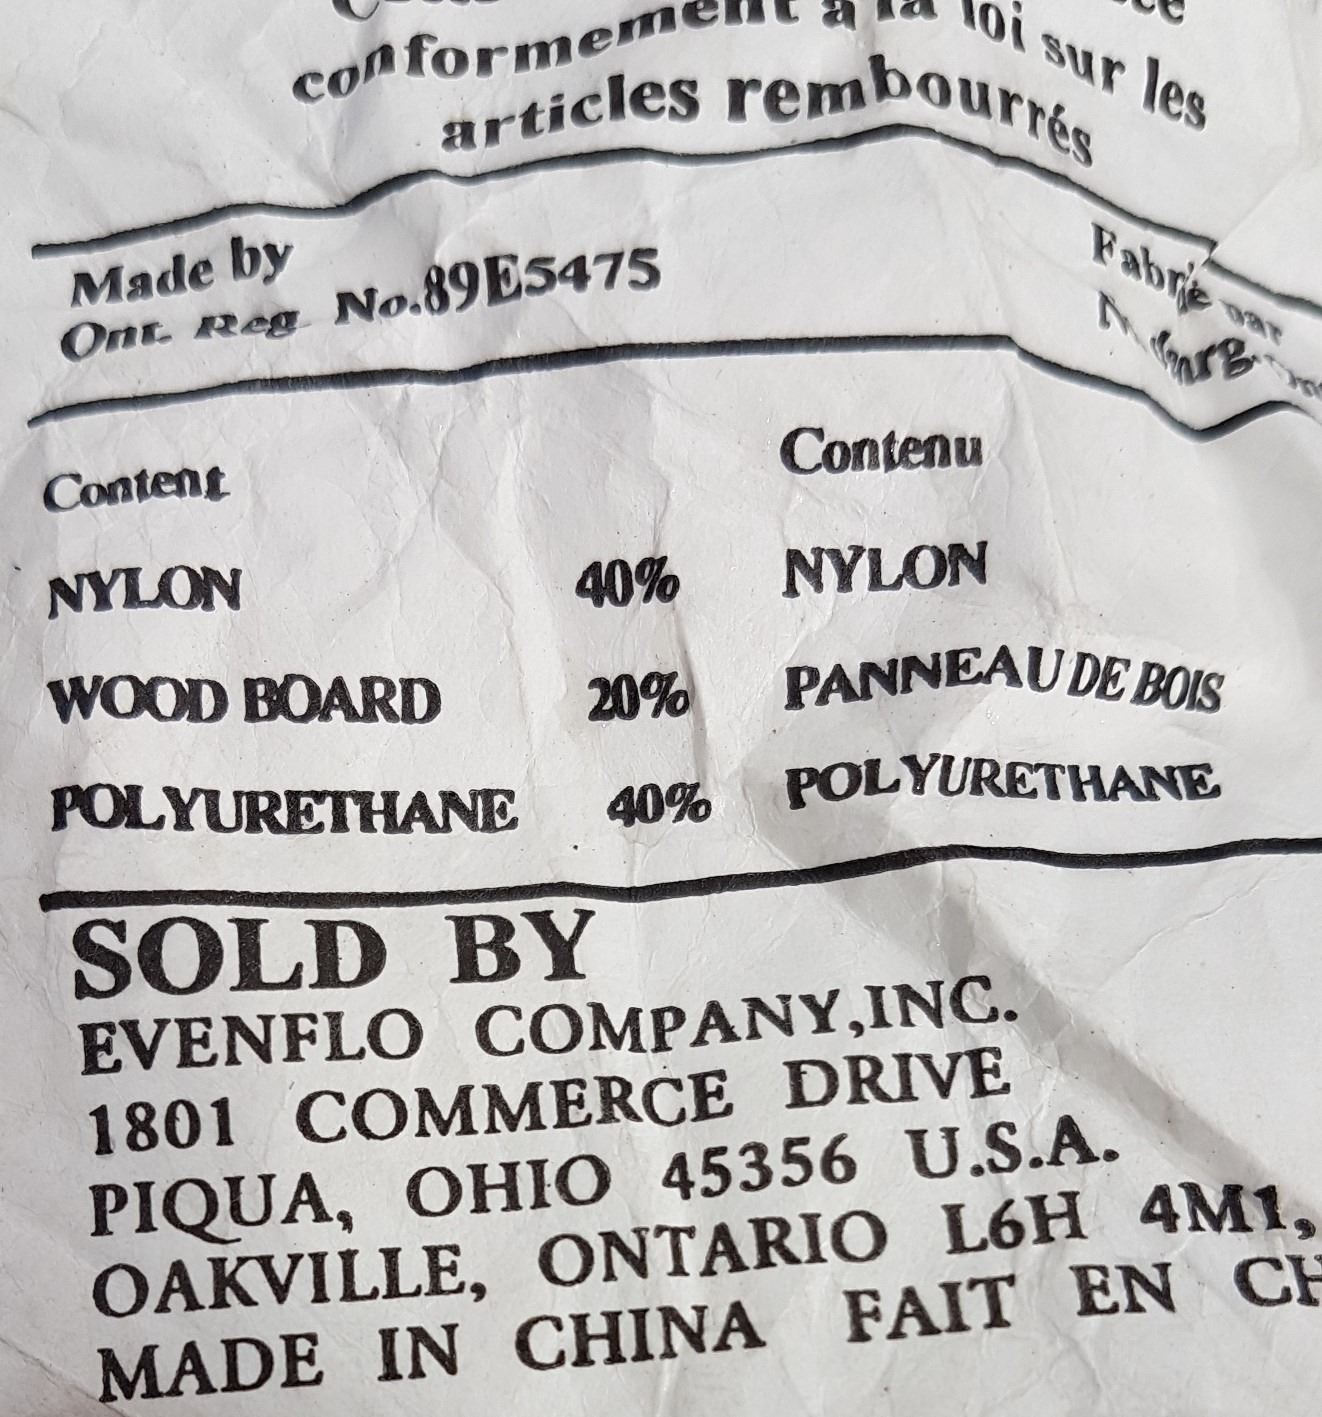 conformement a la loi sur les
articles rembourrés
Made by
Ont. Reg No.89E5475
Fabriè par
Content
Contenu
NYLON 40% NYLON
WOOD BOARD 20% PANNEAU DE BOIS
POLYURETHANE 40% POLYURETHANE
SOLD BY
EVENFLO COMPANY,INC.
1801 COMMERCE DRIVE
PIQUA, OHIO 45356 U.S.A.
OAKVILLE, ONTARIO L6H 4M1,
MADE IN CHINA FAIT EN CH